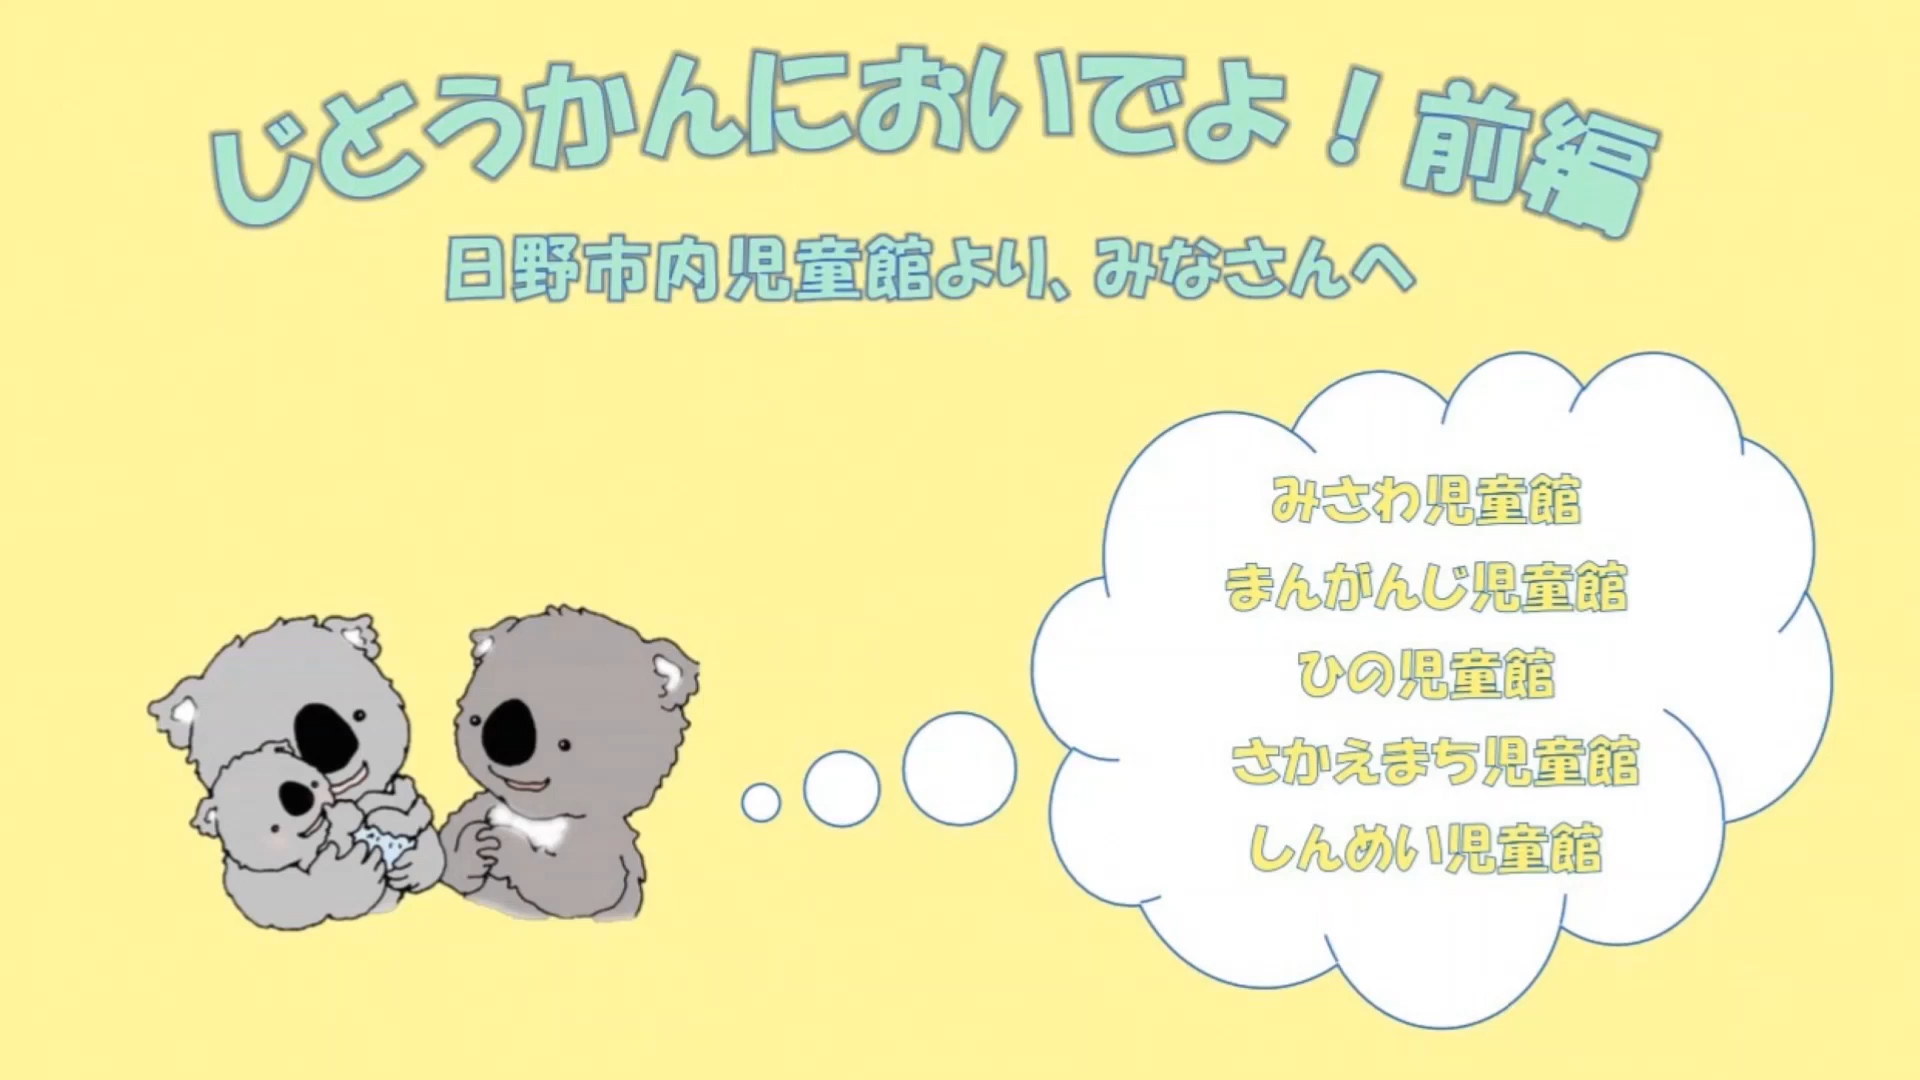 じどうかんにおいでよ！前編
日野市内児童館より、みなさんへ
みさわ児童館
まんがんじ児童館
ひの児童館
さかえまち児童館
しんめい児童館